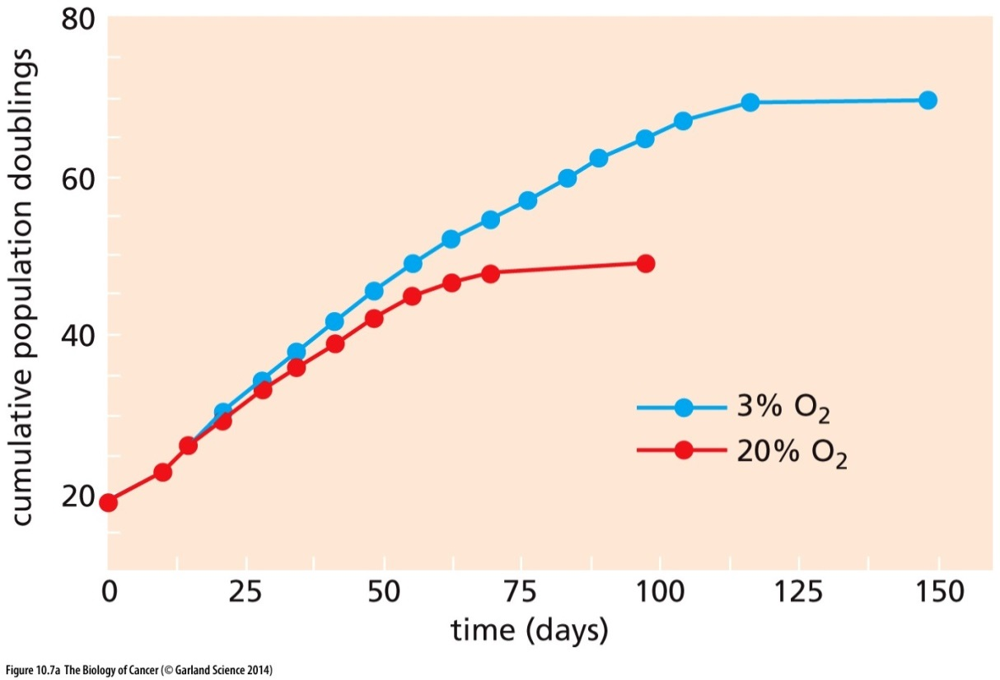 80
60
40
20
cumulative population doublings
3% O₂
20% O₂
0 25 50 75 100 125 150
time (days)
Figure 10.7a The Biology of Cancer (© Garland Science 2014)